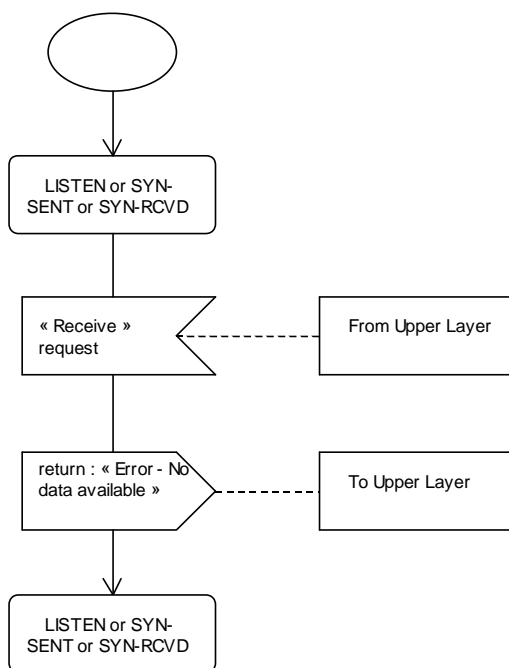 LISTEN or SYN-
SENT or SYN-RCVD
« Receive »
request
From Upper Layer
return : « Error - No
data available »
To Upper Layer
LISTEN or SYN-
SENT or SYN-RCVD